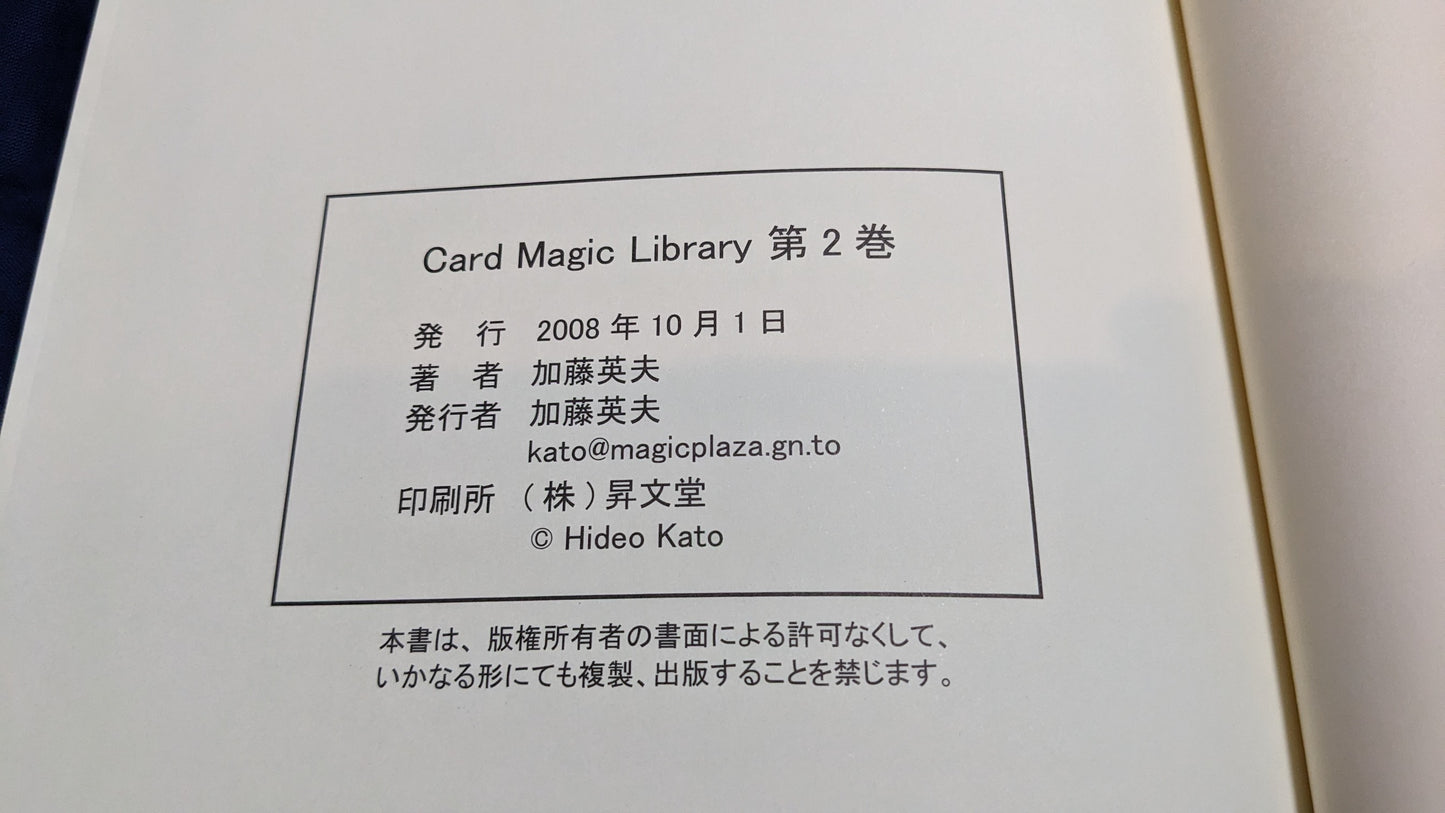 Card Magic Library 第 2 巻
発　行　2008 年 10 月 1 日
著　者　加藤英夫
発行者　加藤英夫
kato@magicplaza.gn.to
印刷所　（株）昇文堂
© Hideo Kato
本書は、版権所有者の書面による許可なくして、
いかなる形にても複製、出版することを禁じます。